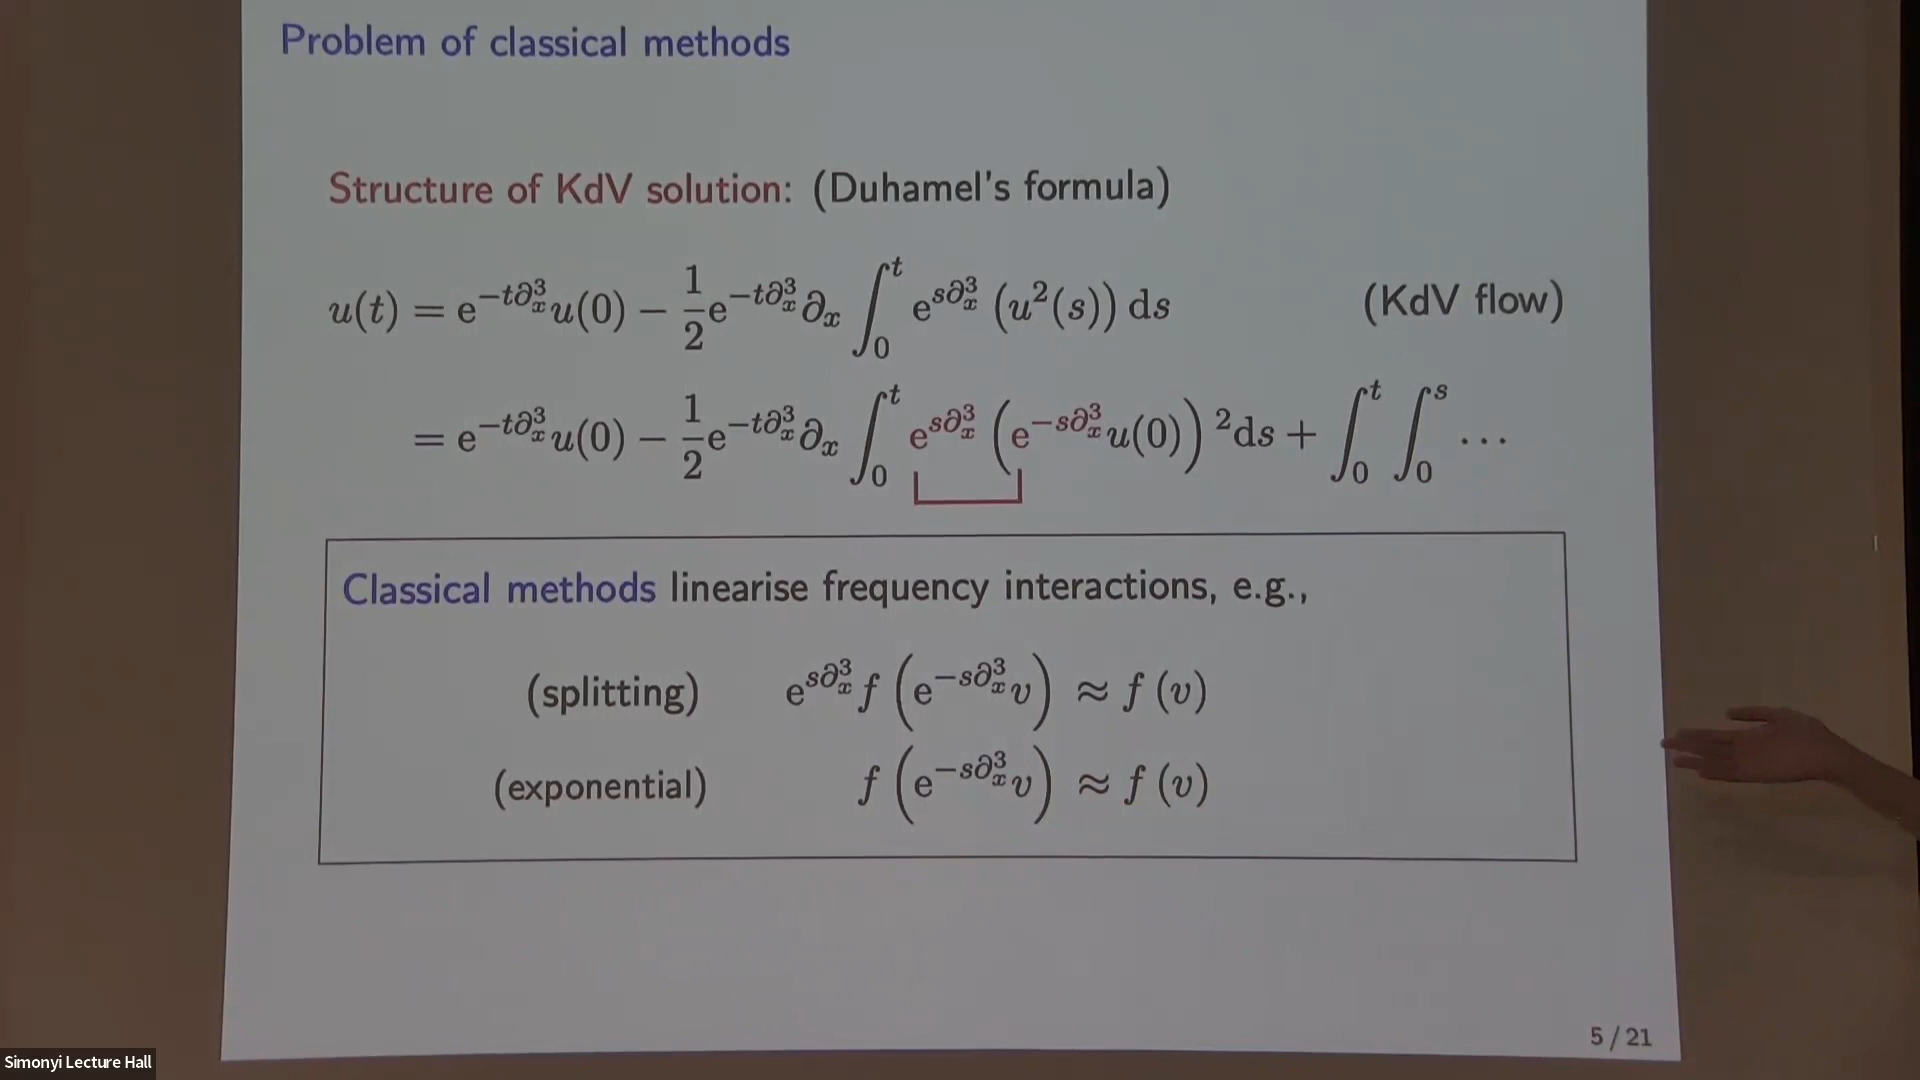 Problem of classical methods
Structure of KdV solution: (Duhamel's formula)
u(t) = e^{-t∂_x^3} u(0) − \frac{1}{2} e^{-t∂_x^3} ∂_x ∫_0^t e^{s∂_x^3} (u^2(s)) ds (KdV flow)
= e^{-t∂_x^3} u(0) − \frac{1}{2} e^{-t∂_x^3} ∂_x ∫_0^t e^{s∂_x^3} (e^{-s∂_x^3} u(0))^2 ds + ∫_0^t ∫_0^s ...
Classical methods linearise frequency interactions, e.g.,
(splitting) e^{s∂_x^3} f (e^{-s∂_x^3} v) ≈ f (v)
(exponential) f (e^{-s∂_x^3} v) ≈ f (v)
5 / 21
Simonyi Lecture Hall